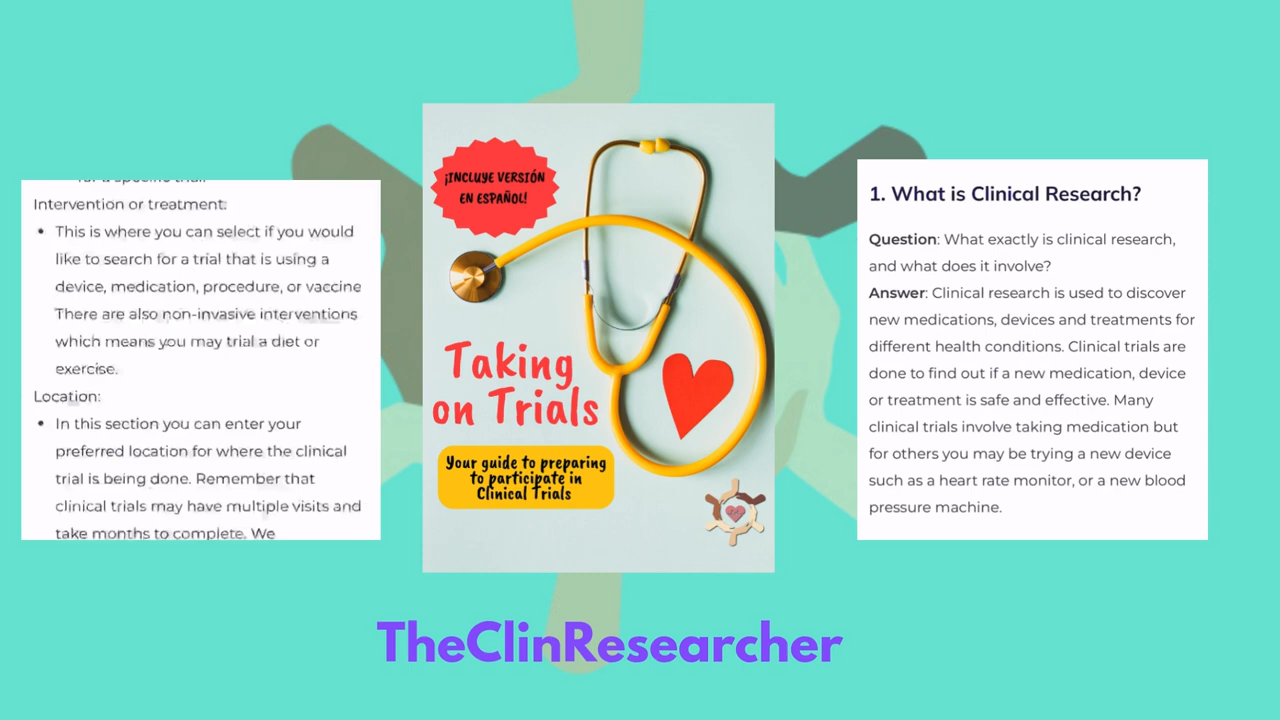 for a specific trial.
Intervention or treatment:
• This is where you can select if you would
like to search for a trial that is using a
device, medication, procedure, or vaccine
There are also non-invasive interventions
which means you may trial a diet or
exercise.
Location:
• In this section you can enter your
preferred location for where the clinical
trial is being done. Remember that
clinical trials may have multiple visits and
take months to complete. We
¡INCLUYE VERSIÓN
EN ESPAÑOL!
Taking
on Trials
Your guide to preparing
to participate in
Clinical Trials
1. What is Clinical Research?
Question: What exactly is clinical research,
and what does it involve?
Answer: Clinical research is used to discover
new medications, devices and treatments for
different health conditions. Clinical trials are
done to find out if a new medication, device
or treatment is safe and effective. Many
clinical trials involve taking medication but
for others you may be trying a new device
such as a heart rate monitor, or a new blood
pressure machine.
TheClinResearcher